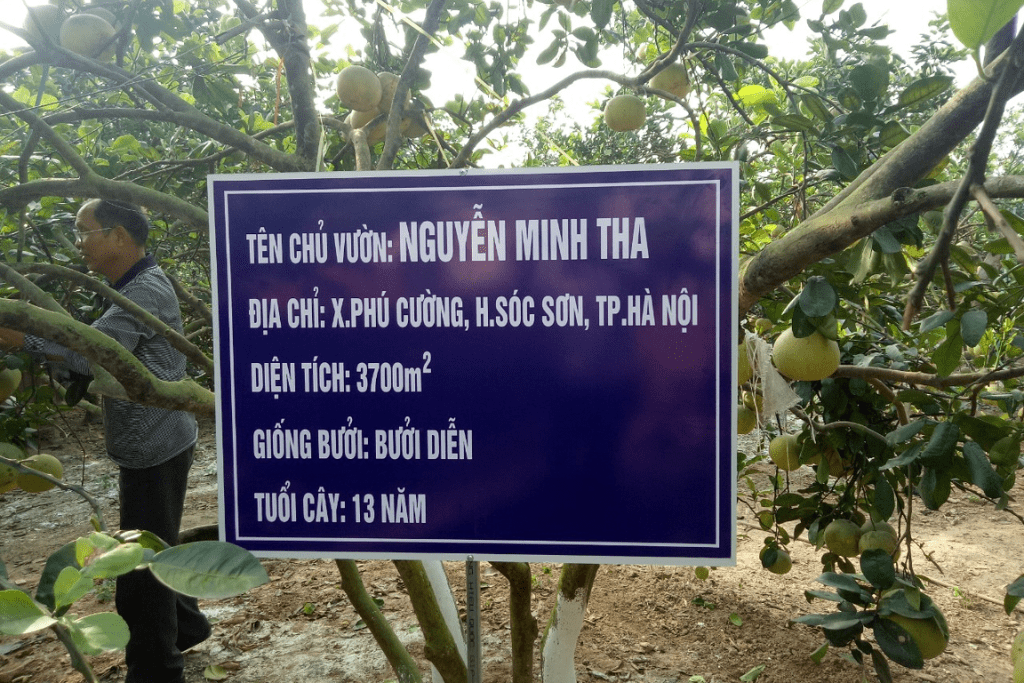 TÊN CHỦ VƯỜN: NGUYỄN MINH THA
ĐỊA CHỈ: X.PHÚ CƯỜNG, H.SÓC SƠN, TP.HÀ NỘI
DIỆN TÍCH: 3700m²
GIỐNG BƯỞI: BƯỞI DIỄN
TUỔI CÂY: 13 NĂM